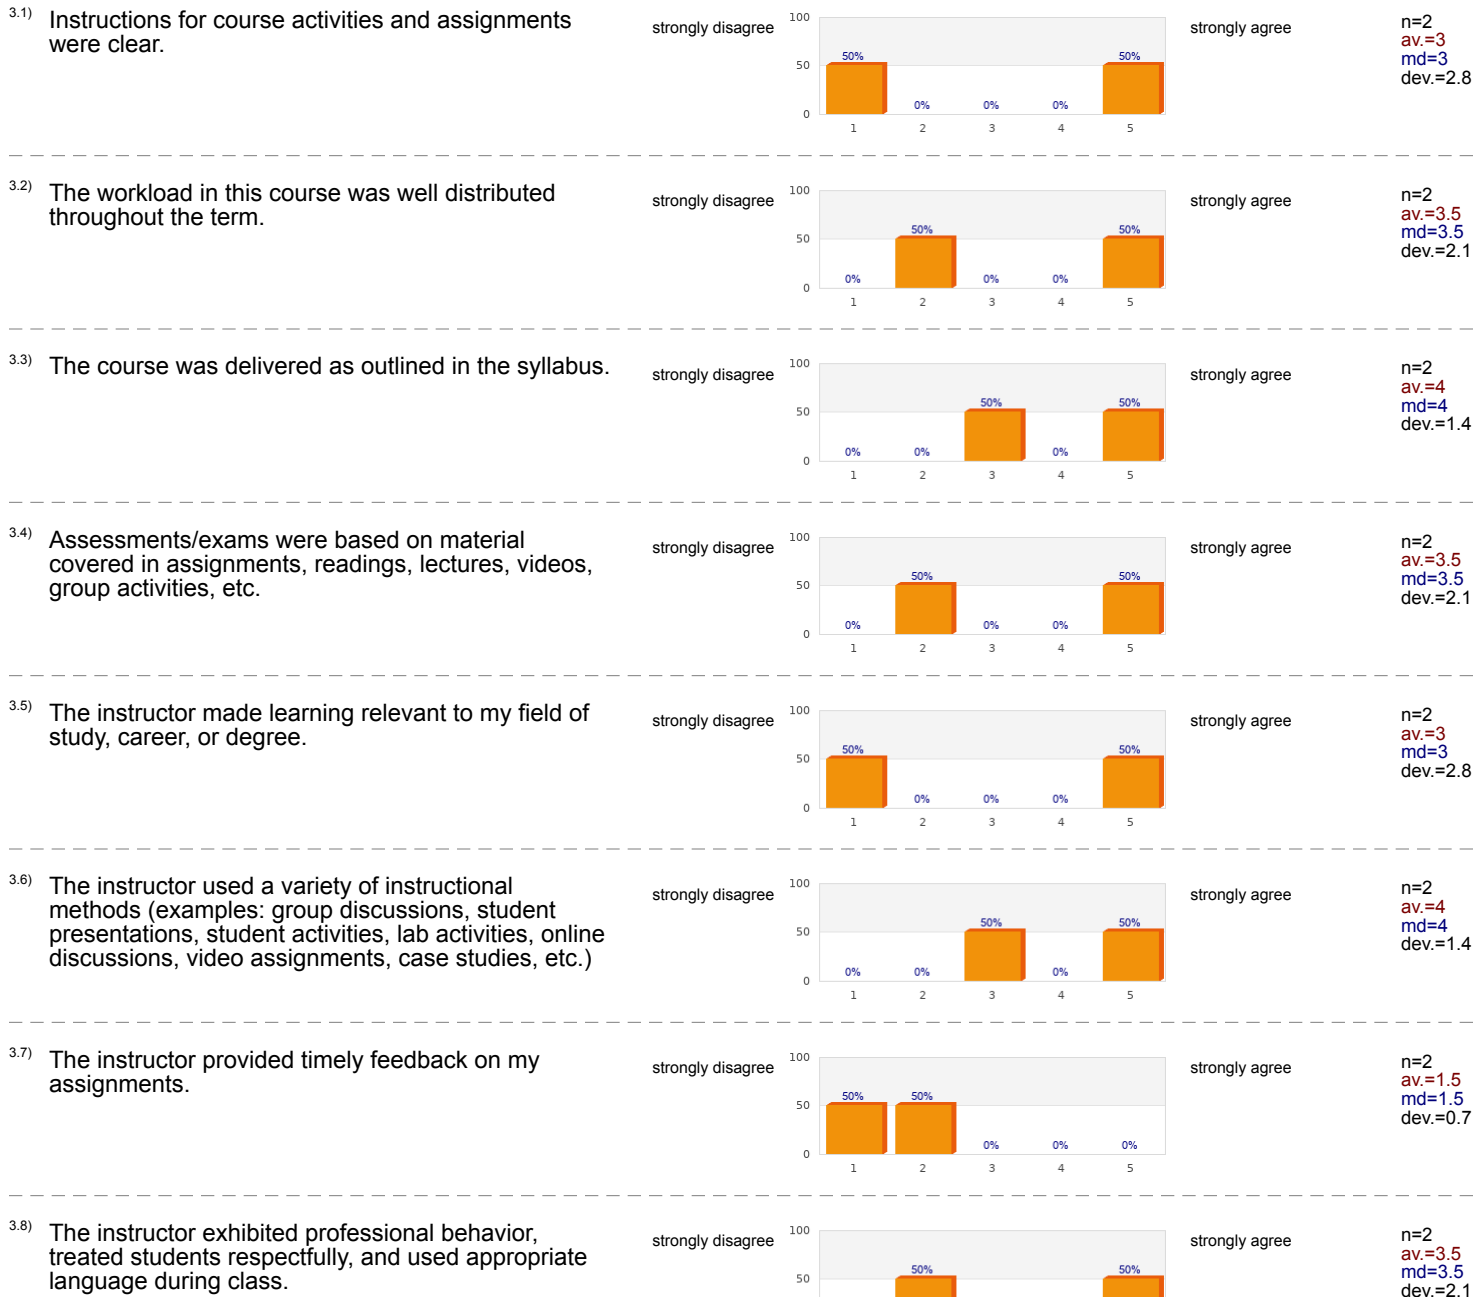 3.1) Instructions for course activities and assignments
were clear.
strongly disagree
100
50
0
50%
0%
0%
0%
50%
1 2 3 4 5
strongly agree
n=2
av.=3
md=3
dev.=2.8
3.2) The workload in this course was well distributed
throughout the term.
strongly disagree
100
50
0
0%
50%
0%
0%
50%
1 2 3 4 5
strongly agree
n=2
av.=3.5
md=3.5
dev.=2.1
3.3) The course was delivered as outlined in the syllabus.
strongly disagree
100
50
0
0%
0%
50%
0%
50%
1 2 3 4 5
strongly agree
n=2
av.=4
md=4
dev.=1.4
3.4) Assessments/exams were based on material
covered in assignments, readings, lectures, videos,
group activities, etc.
strongly disagree
100
50
0
0%
50%
0%
0%
50%
1 2 3 4 5
strongly agree
n=2
av.=3.5
md=3.5
dev.=2.1
3.5) The instructor made learning relevant to my field of
study, career, or degree.
strongly disagree
100
50
0
50%
0%
0%
0%
50%
1 2 3 4 5
strongly agree
n=2
av.=3
md=3
dev.=2.8
3.6) The instructor used a variety of instructional
methods (examples: group discussions, student
presentations, student activities, lab activities, online
discussions, video assignments, case studies, etc.)
strongly disagree
100
50
0
0%
0%
50%
0%
50%
1 2 3 4 5
strongly agree
n=2
av.=4
md=4
dev.=1.4
3.7) The instructor provided timely feedback on my
assignments.
strongly disagree
100
50
0
50%
50%
0%
0%
0%
1 2 3 4 5
strongly agree
n=2
av.=1.5
md=1.5
dev.=0.7
3.8) The instructor exhibited professional behavior,
treated students respectfully, and used appropriate
language during class.
strongly disagree
100
50
50%
50%
strongly agree
n=2
av.=3.5
md=3.5
dev.=2.1